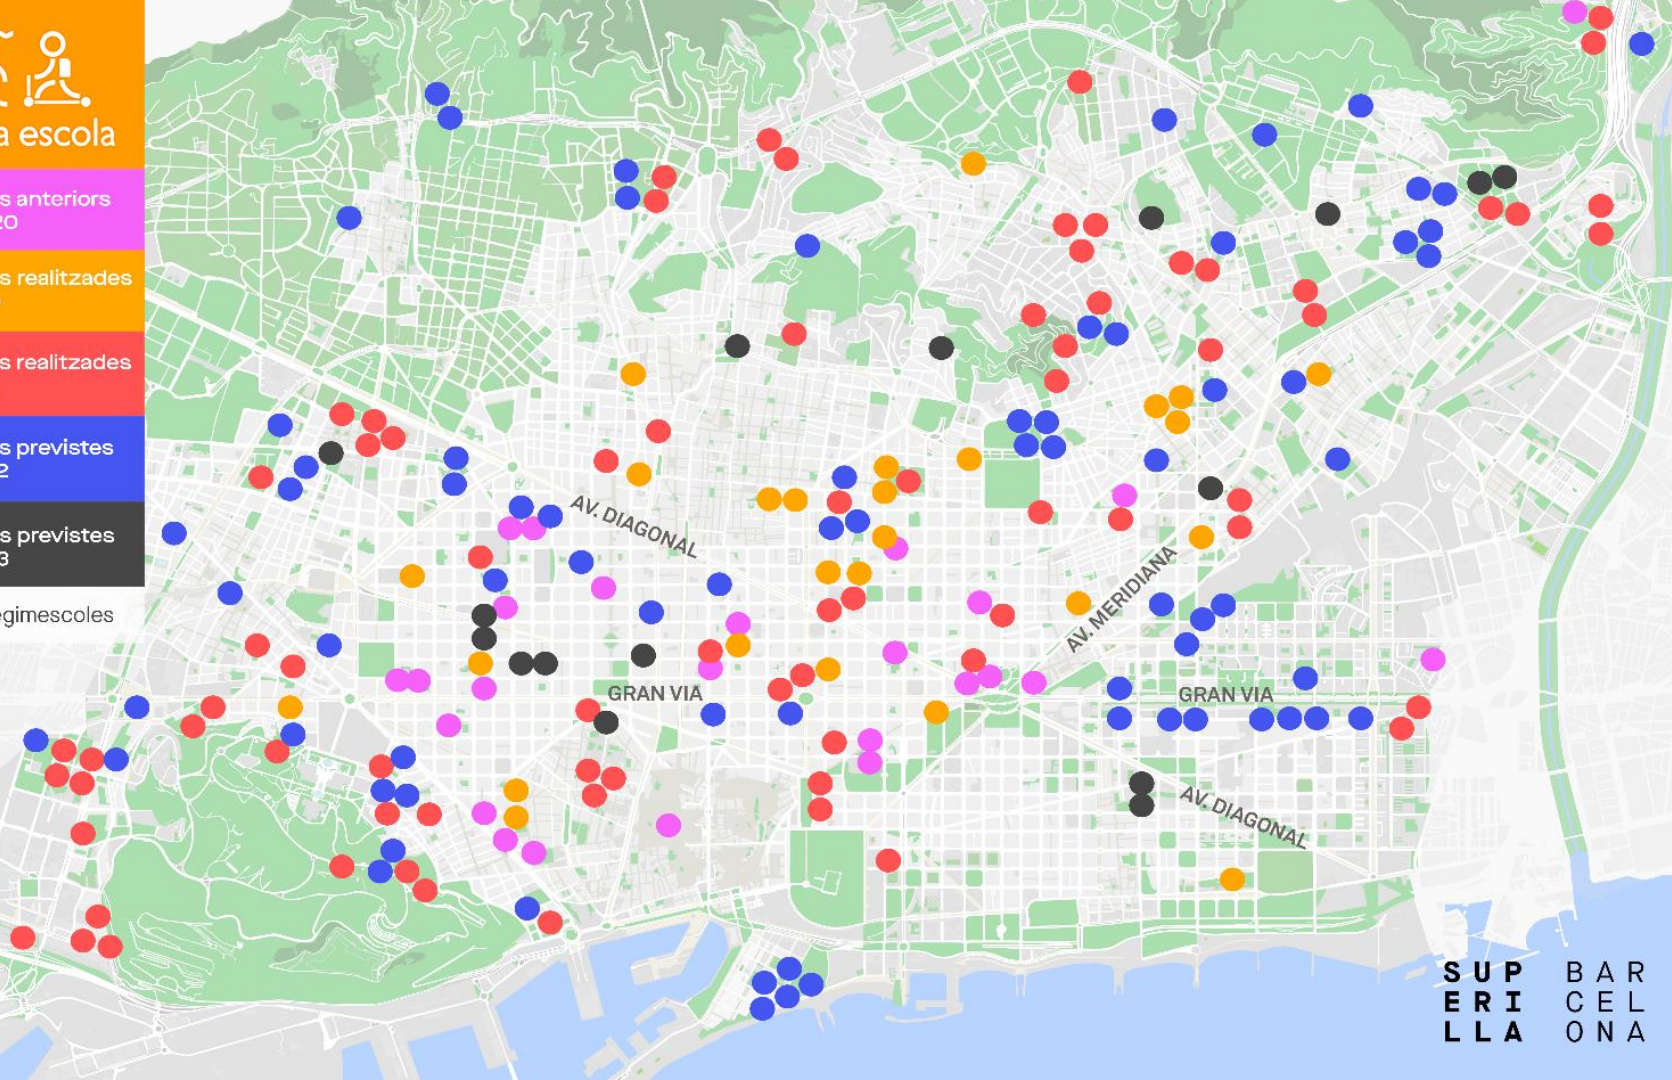 a escola
s anteriors
20
s realitzades
s realitzades
s previstes
2
s previstes
3
egimescoles
AV. DIAGONAL
AV. MERIDIANA
GRAN VIA
GRAN VIA
AV. DIAGONAL
SUP
ERI
LLA
BAR
CEL
ONA